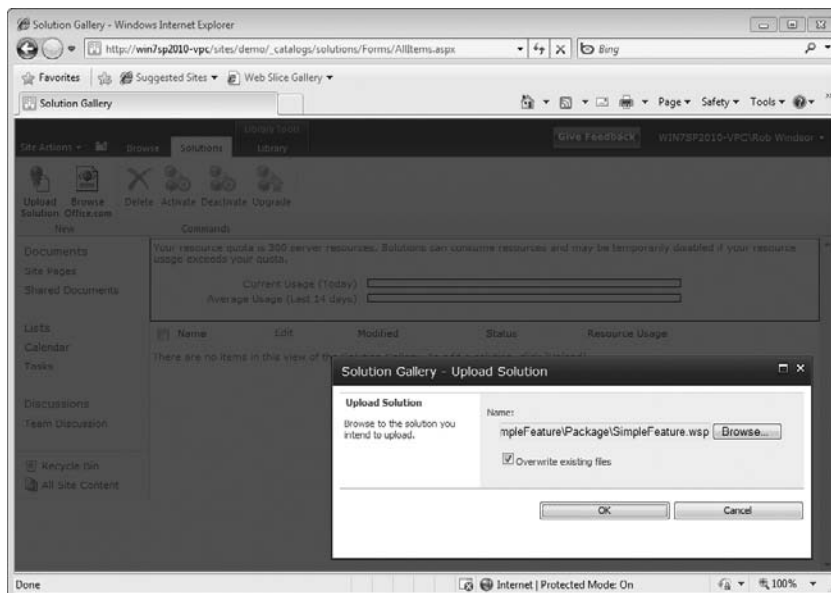 Solution Gallery - Windows Internet Explorer
http://win7sp2010-vpc/sites/demo/_catalogs/solutions/Forms/AllItems.aspx
Bing
Favorites
Suggested Sites
Web Slice Gallery
Solution Gallery
Page
Safety
Tools
Library Tools
Give Feedback
WIN7SP2010-VPC\Rob Windsor
Site Actions
Browse
Solutions
Library
Upload Solution
Browse Office.com
Delete
Activate
Deactivate
Upgrade
New
Commands
Documents
Site Pages
Shared Documents
Lists
Calendar
Tasks
Discussions
Team Discussion
Recycle Bin
All Site Content
Your resource quota is 300 server resources. Solutions can consume resources and may be temporarily disabled if your resource
usage exceeds your quota.
Current Usage (Today)
Average Usage (Last 14 days)
Name
Edit
Modified
Status
Resource Usage
There are no items in this view of the
Solution Gallery - Upload Solution
Upload Solution
Browse to the solution you
intend to upload.
Name:
mpleFeature\Package\SimpleFeature.wsp
Browse...
Overwrite existing files
OK
Cancel
Done
Internet | Protected Mode: On
100%